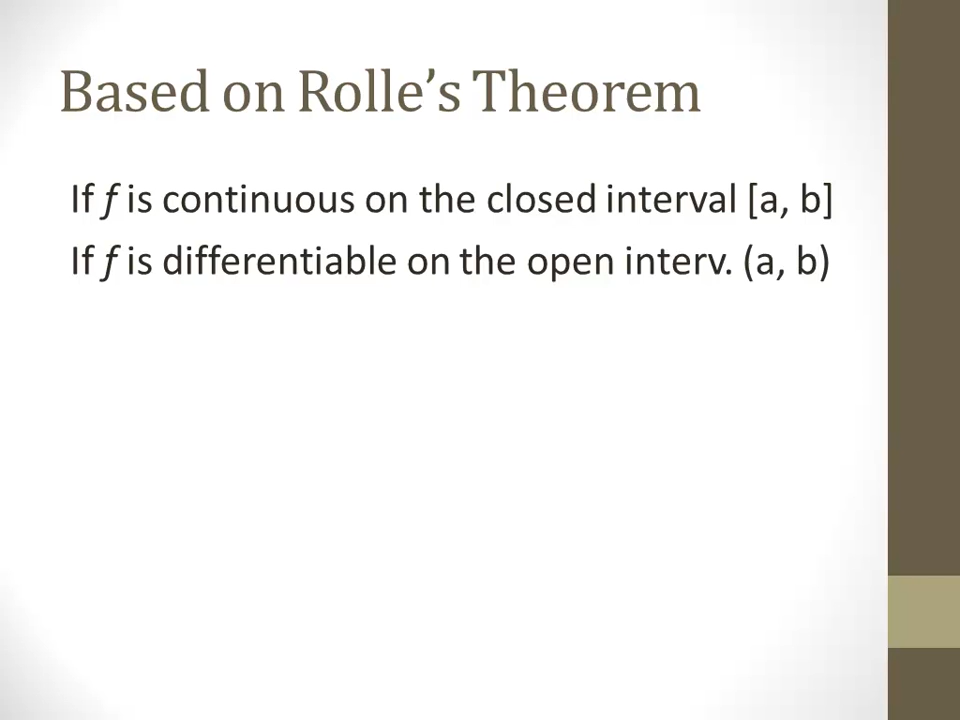 Based on Rolle’s Theorem
If f is continuous on the closed interval [a, b]
If f is differentiable on the open interv. (a, b)